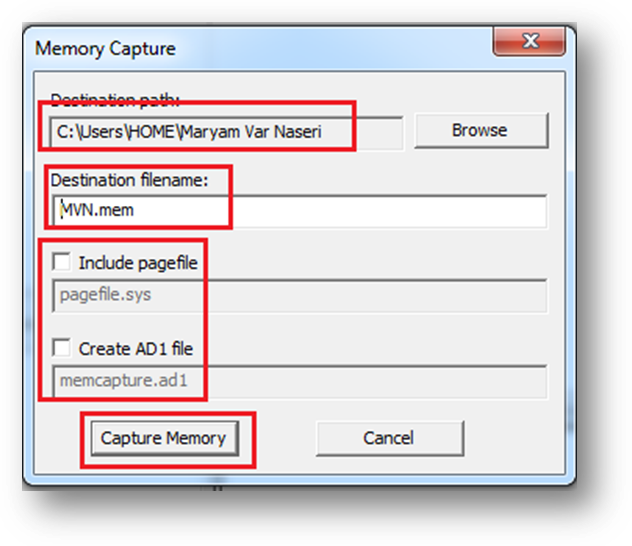 Memory Capture
Destination path:
C:\Users\HOME\Maryam Var Naseri
Browse
Destination filename:
MVN.mem
Include pagefile
pagefile.sys
Create AD1 file
memcapture.ad1
Capture Memory
Cancel